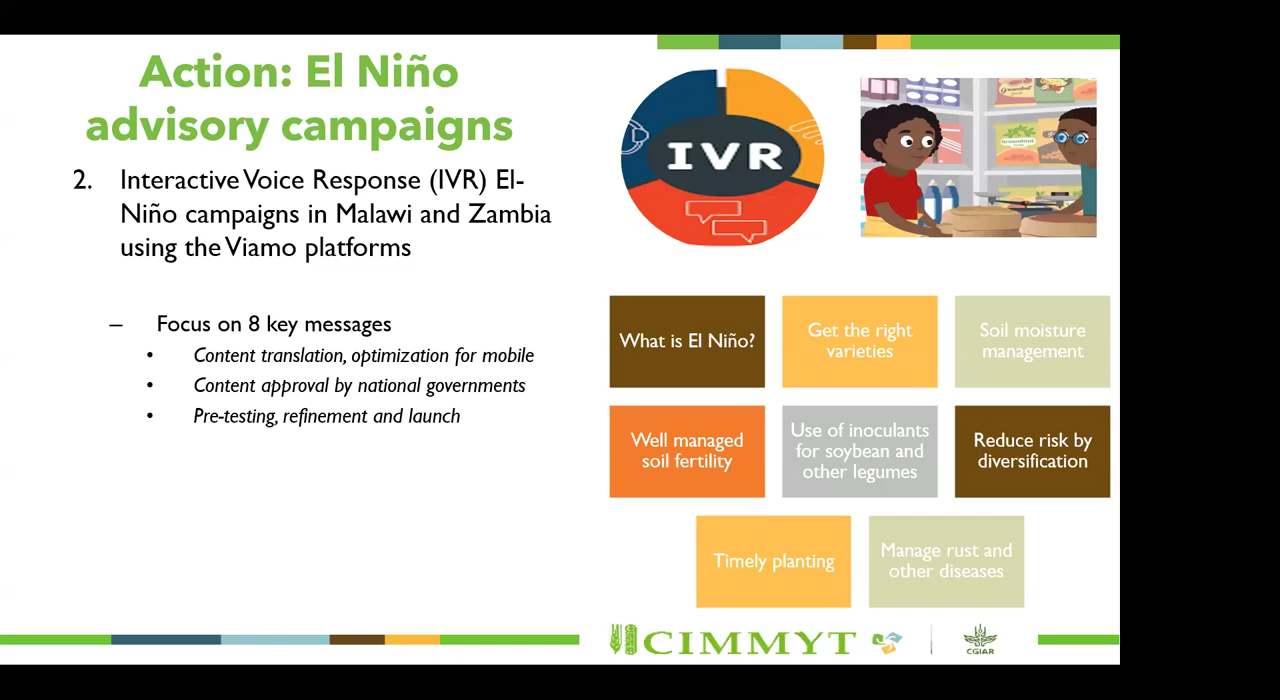 Action: El Niño
advisory campaigns
2. Interactive Voice Response (IVR) El-
Niño campaigns in Malawi and Zambia
using the Viamo platforms
– Focus on 8 key messages
• Content translation, optimization for mobile
• Content approval by national governments
• Pre-testing, refinement and launch
IVR
Groundnut
Groundnut
What is El Niño?
Get the right
varieties
Soil moisture
management
Well managed
soil fertility
Use of inoculants
for soybean and
other legumes
Reduce risk by
diversification
Timely planting
Manage rust and
other diseases
CIMMYT
CGIAR